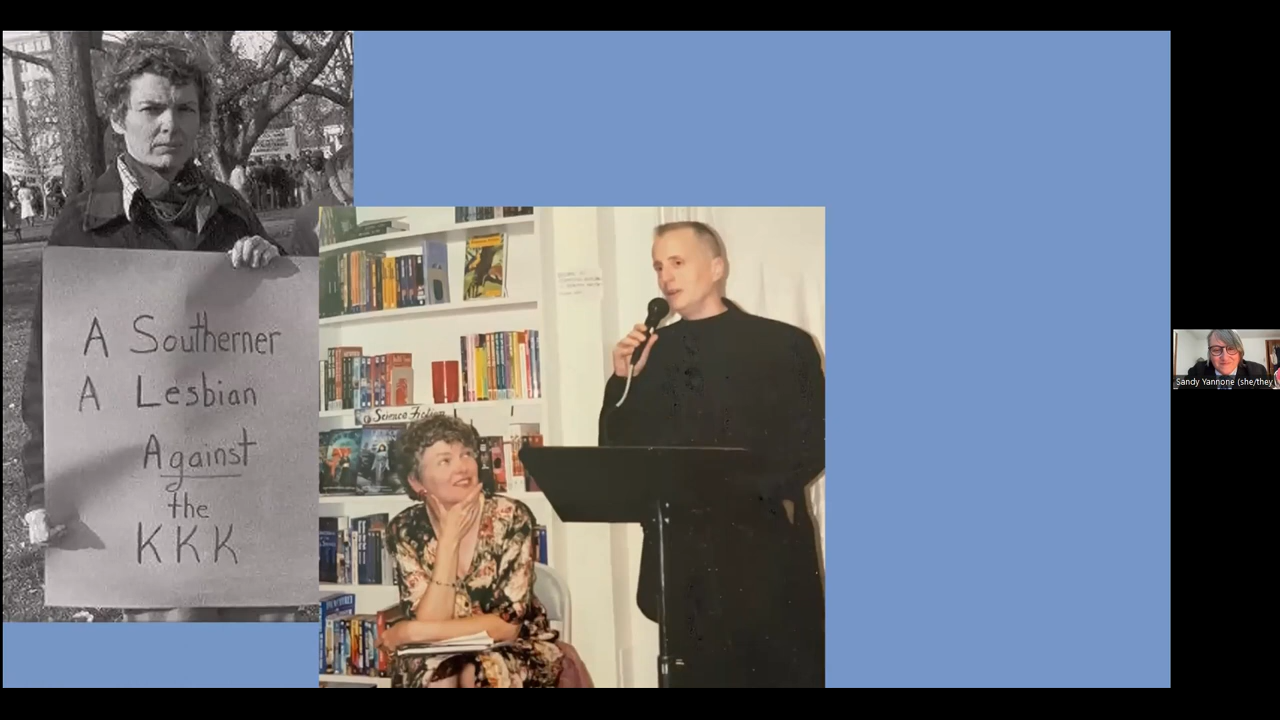 A Southerner
A Lesbian
Against
the
KKK
Science Fiction
Sandy Yannone (she/they